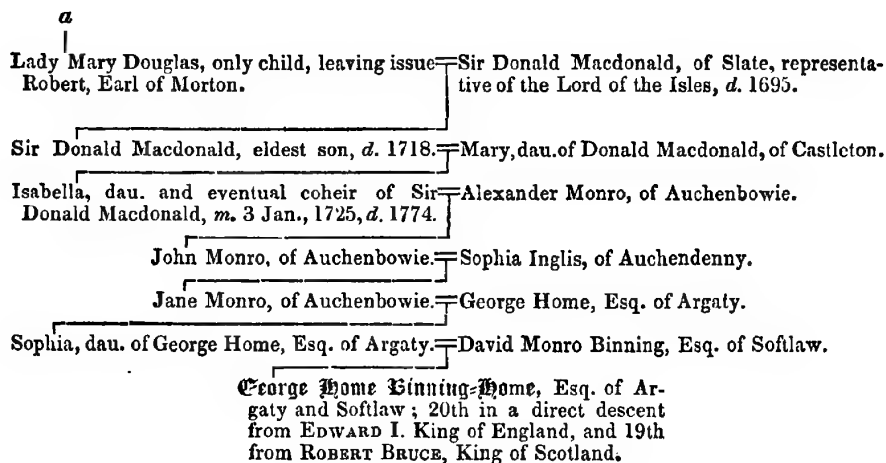 a
Lady Mary Douglas, only child, leaving issue=Sir Donald Macdonald, of Slate, representa-
Robert, Earl of Morton. tive of the Lord of the Isles, d. 1695.
Sir Donald Macdonald, eldest son, d. 1718.=Mary, dau. of Donald Macdonald, of Castleton.
Isabella, dau. and eventual coheir of Sir=Alexander Monro, of Auchenbowie.
Donald Macdonald, m. 3 Jan., 1725, d. 1774.
John Monro, of Auchenbowie.=Sophia Inglis, of Auchendenny.
Jane Monro, of Auchenbowie.=George Home, Esq. of Argaty.
Sophia, dau. of George Home, Esq. of Argaty.=David Monro Binning, Esq. of Softlaw.
George Home Binning=Home, Esq. of Ar-
gaty and Softlaw; 20th in a direct descent
from EDWARD I. King of England, and 19th
from ROBERT BRUCE, King of Scotland.